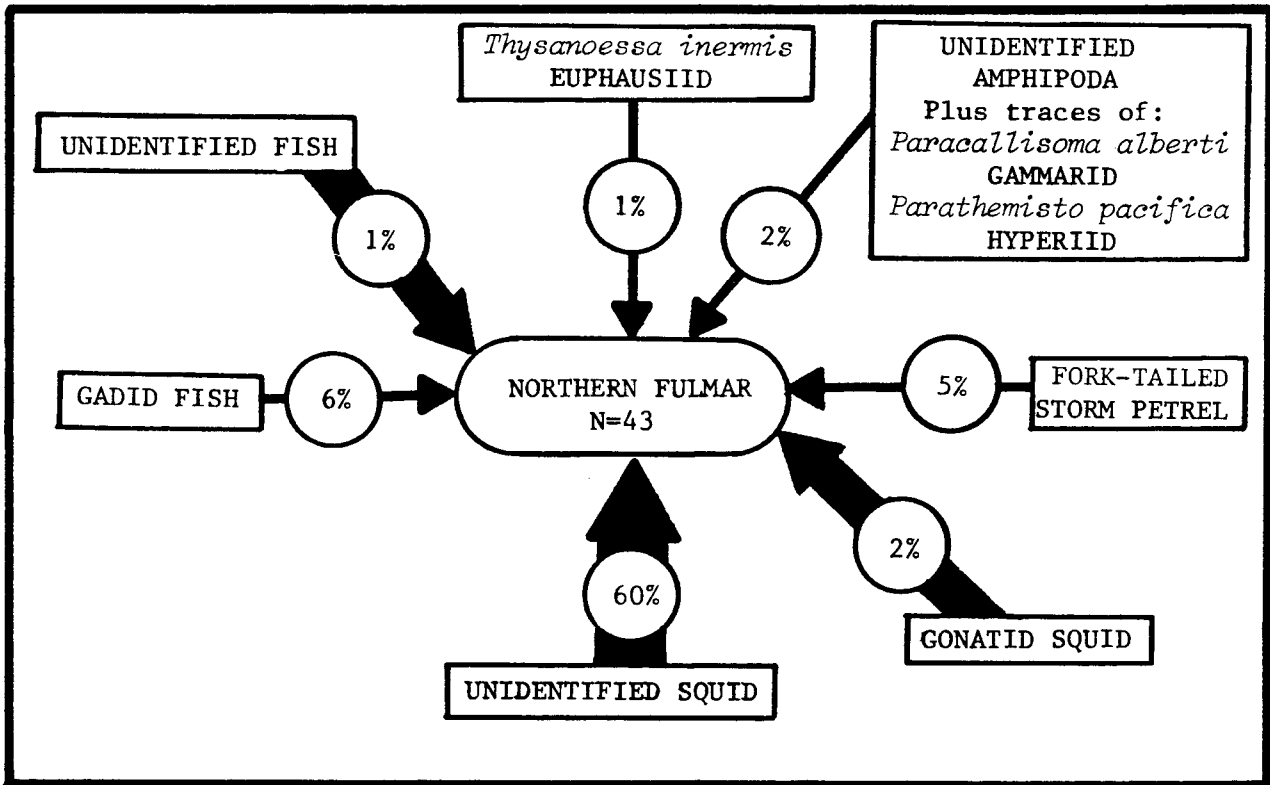 Thysanoessa inermis
EUPHAUSIID
UNIDENTIFIED
AMPHIPODA
Plus traces of:
Paracallisoma alberti
GAMMARID
Parathemisto pacifica
HYPERIID
UNIDENTIFIED FISH
1%
1%
2%
GADID FISH
6%
NORTHERN FULMAR
N=43
5%
FORK-TAILED
STORM PETREL
60%
2%
UNIDENTIFIED SQUID
GONATID SQUID